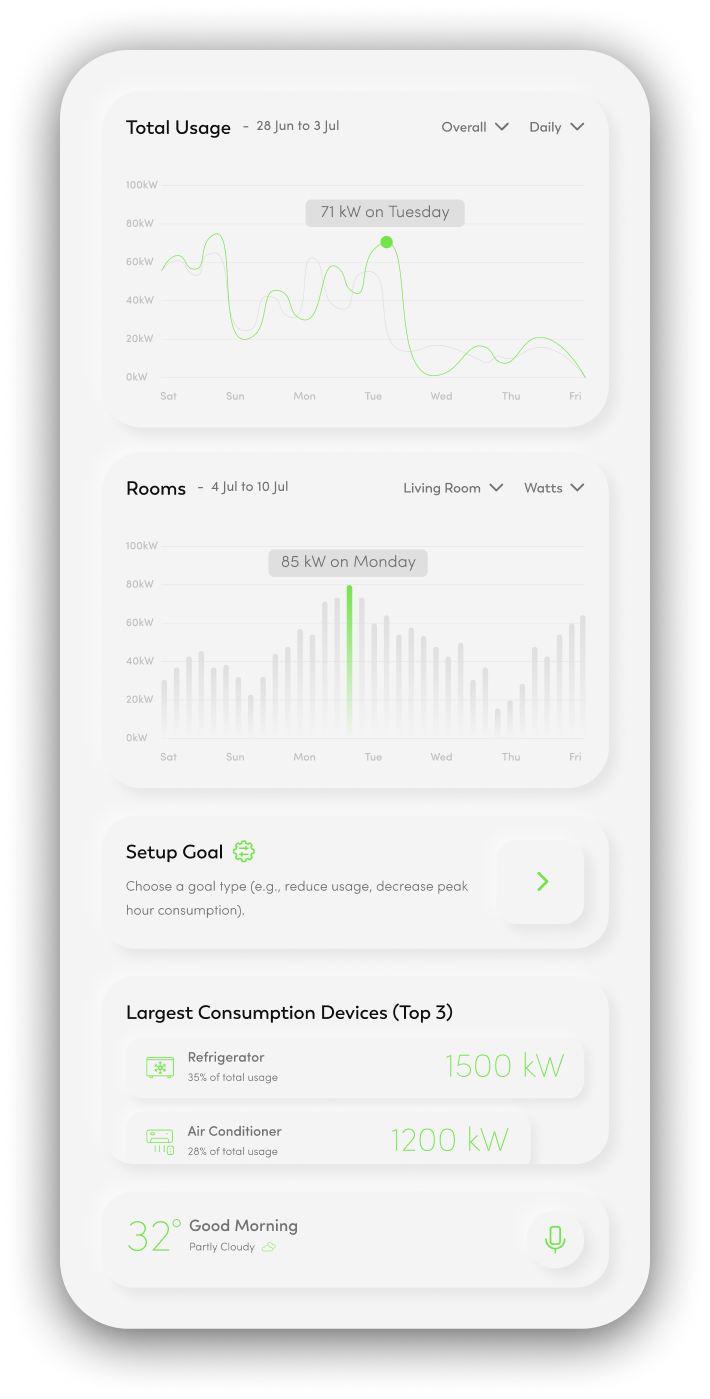 Total Usage - 28 Jun to 3 Jul Overall Daily
100kW
71 kW on Tuesday
80kW
60kW
40kW
20kW
0kW
Sat Sun Mon Tue Wed Thu Fri
Rooms - 4 Jul to 10 Jul Living Room Watts
100kW
85 kW on Monday
80kW
60kW
40kW
20kW
0kW
Sat Sun Mon Tue Wed Thu Fri
Setup Goal
Choose a goal type (e.g., reduce usage, decrease peak
hour consumption).
Largest Consumption Devices (Top 3)
Refrigerator
35% of total usage
1500 kW
Air Conditioner
28% of total usage
1200 kW
32°
Good Morning
Partly Cloudy